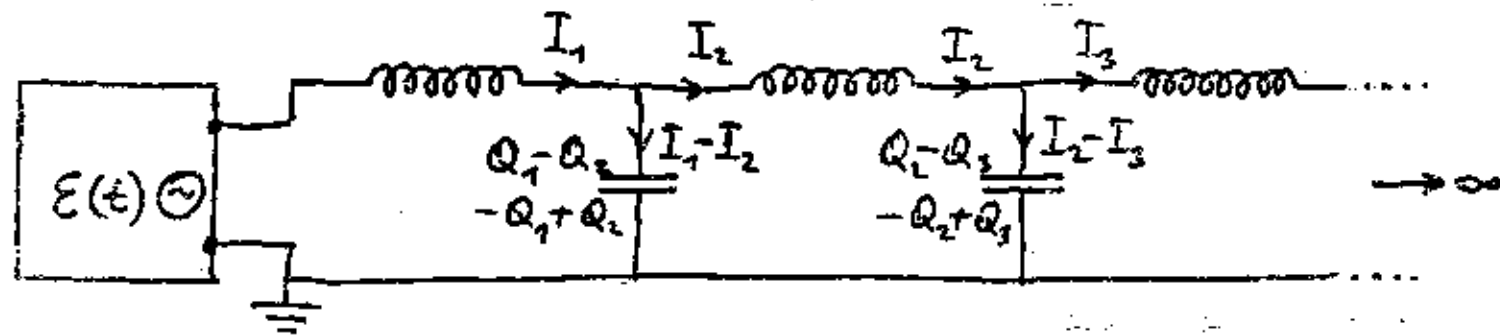 I₁ I₂ I₂ I₃
Q₁-Q₂ I₁-I₂ Q₂-Q₃ I₂-I₃
ℰ(t) ~ → ∞
-Q₁+Q₂ -Q₂+Q₃